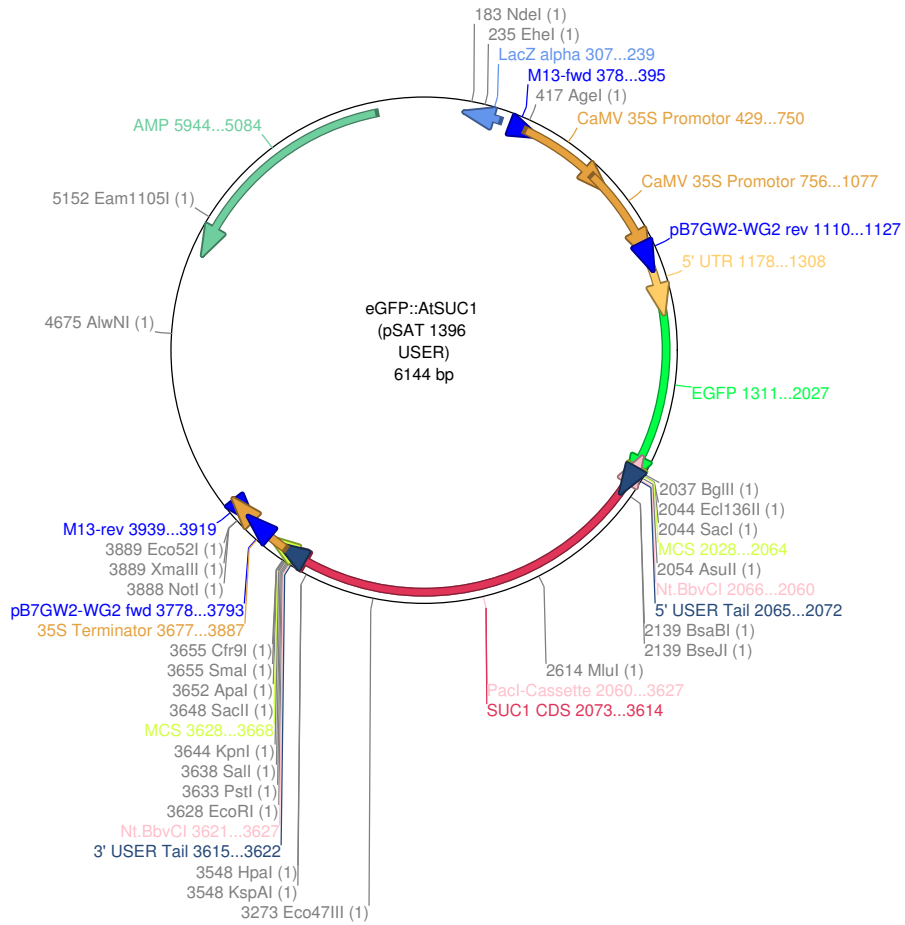 183 NdeI (1)
235 EheI (1)
LacZ alpha 307...239
M13-fwd 378...395
417 AgeI (1)
CaMV 35S Promotor 429...750
AMP 5944...5084
CaMV 35S Promotor 756...1077
5152 Eam1105I (1)
pB7GW2-WG2 rev 1110...1127
5' UTR 1178...1308
eGFP::AtSUC1
(pSAT 1396
USER)
6144 bp
4675 AlwNI (1)
EGFP 1311...2027
2037 BglII (1)
2044 Ecl136II (1)
2044 SacI (1)
MCS 2028...2064
2054 AsuII (1)
Nt.BbvCI 2066...2060
5' USER Tail 2065...2072
2139 BsaBI (1)
2139 BseJI (1)
2614 MluI (1)
PacI-Cassette 2060...3627
SUC1 CDS 2073...3614
M13-rev 3939...3919
3889 Eco52I (1)
3889 XmaIII (1)
3888 NotI (1)
pB7GW2-WG2 fwd 3778...3793
35S Terminator 3677...3887
3655 Cfr9I (1)
3655 SmaI (1)
3652 ApaI (1)
3648 SacII (1)
MCS 3628...3668
3644 KpnI (1)
3638 SalI (1)
3633 PstI (1)
3628 EcoRI (1)
Nt.BbvCI 3621...3627
3' USER Tail 3615...3622
3548 HpaI (1)
3548 KspAI (1)
3273 Eco47III (1)